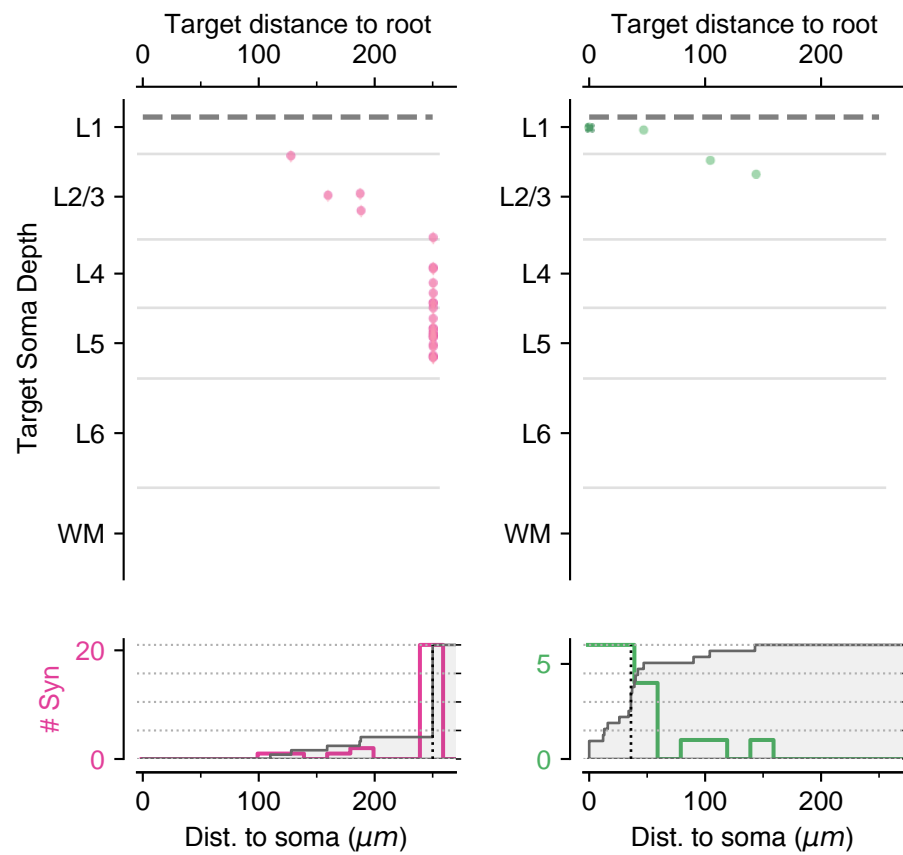 Target distance to root
Target distance to root
0 100 200
0 100 200
Target Soma Depth
L1
L2/3
L4
L5
L6
WM
L1
L2/3
L4
L5
L6
WM
# Syn
20
0
5
0
0 100 200
0 100 200
Dist. to soma (μm)
Dist. to soma (μm)